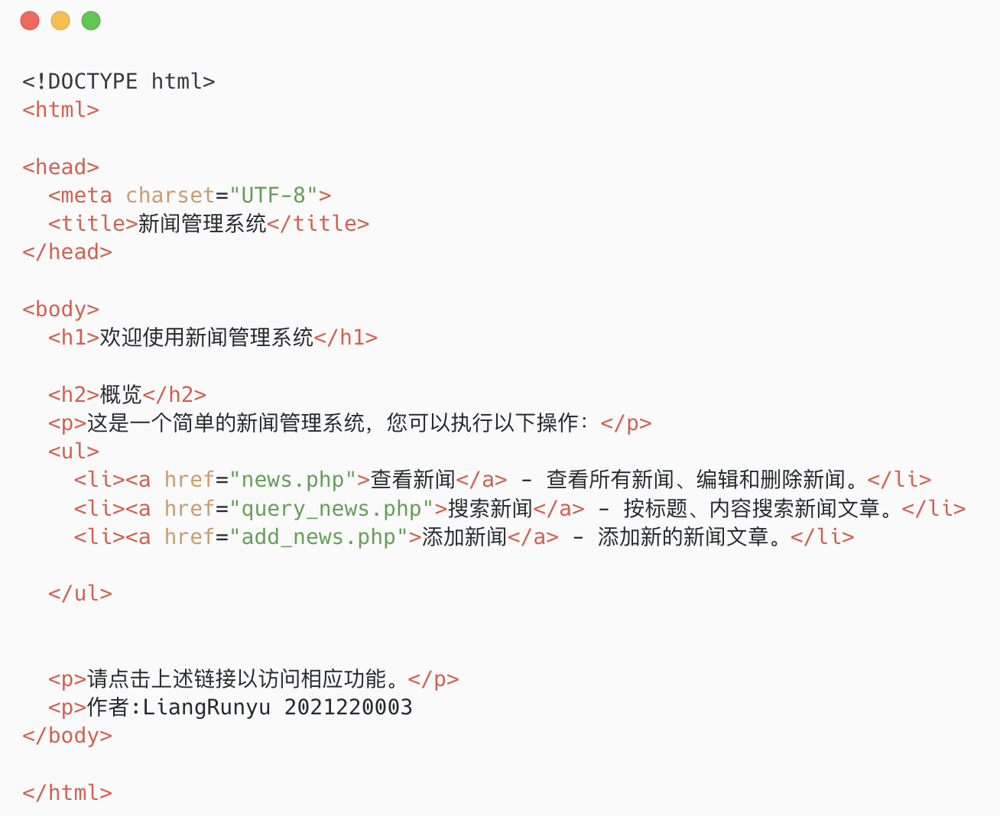 <!DOCTYPE html>
<html>
<head>
<meta charset="UTF-8">
<title>新闻管理系统</title>
</head>
<body>
<h1>欢迎使用新闻管理系统</h1>
<h2>概览</h2>
<p>这是一个简单的新闻管理系统，您可以执行以下操作：</p>
<ul>
<li><a href="news.php">查看新闻</a> - 查看所有新闻、编辑和删除新闻。</li>
<li><a href="query_news.php">搜索新闻</a> - 按标题、内容搜索新闻文章。</li>
<li><a href="add_news.php">添加新闻</a> - 添加新的新闻文章。</li>
</ul>
<p>请点击上述链接以访问相应功能。</p>
<p>作者:LiangRunyu 2021220003
</body>
</html>